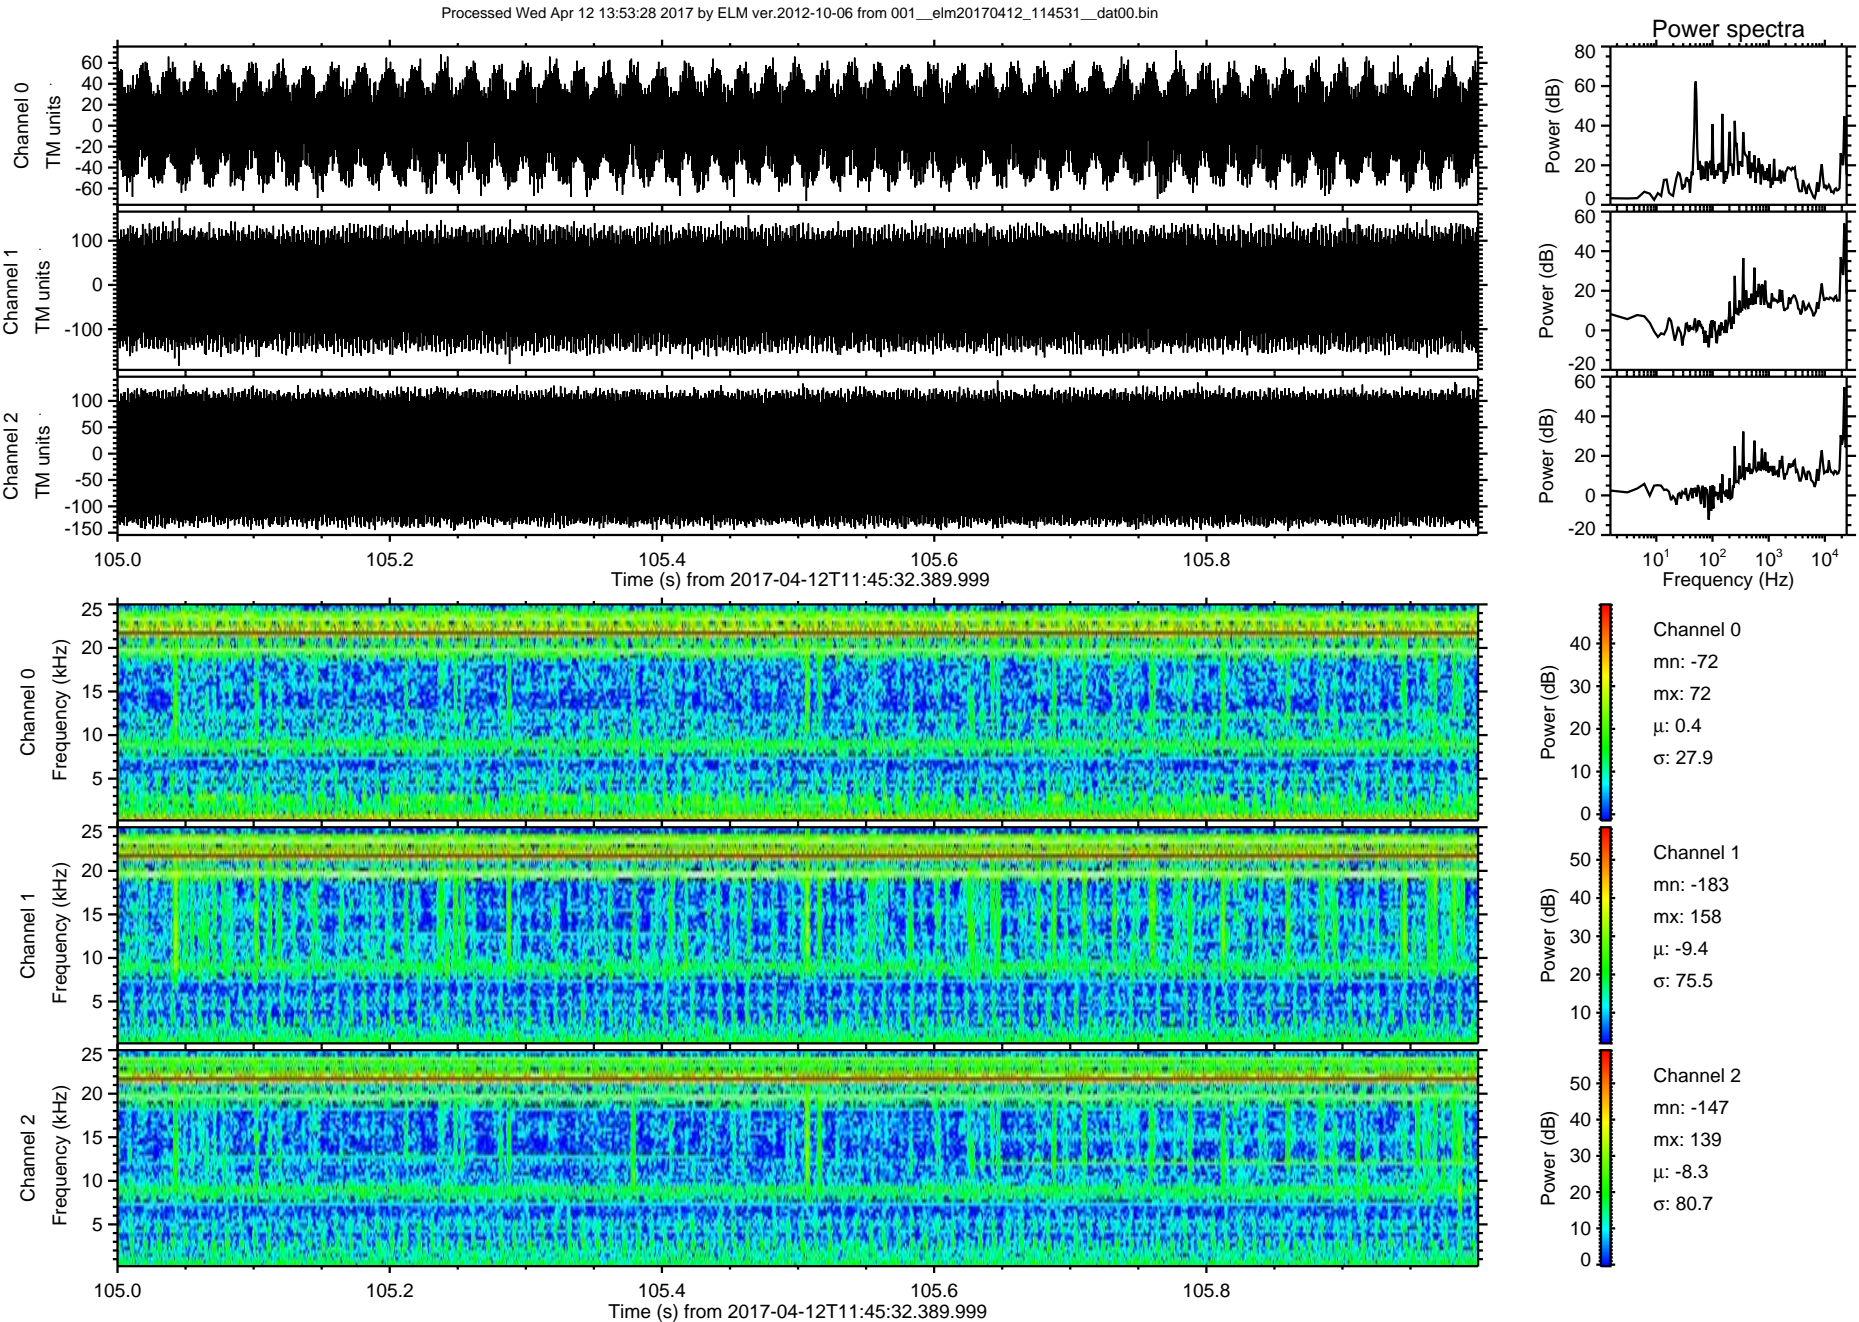 Processed Wed Apr 12 13:53:28 2017 by ELM ver.2012-10-06 from 001__elm20170412_114531__dat00.bin
Power spectra
Channel 0
TM units
60
40
20
0
-20
-40
-60
Power (dB)
80
60
40
20
0
Channel 1
TM units
100
0
-100
Power (dB)
60
40
20
0
-20
Channel 2
TM units
100
50
0
-50
-100
-150
Power (dB)
60
40
20
0
-20
105.0 105.2 105.4 105.6 105.8
Time (s) from 2017-04-12T11:45:32.389.999
10¹ 10² 10³ 10⁴
Frequency (Hz)
Channel 0
Frequency (kHz)
25
20
15
10
5
Power (dB)
40
30
20
10
0
Channel 0
mn: -72
mx: 72
μ: 0.4
σ: 27.9
Channel 1
Frequency (kHz)
25
20
15
10
5
Power (dB)
50
40
30
20
10
Channel 1
mn: -183
mx: 158
μ: -9.4
σ: 75.5
Channel 2
Frequency (kHz)
25
20
15
10
5
Power (dB)
50
40
30
20
10
0
Channel 2
mn: -147
mx: 139
μ: -8.3
σ: 80.7
105.0 105.2 105.4 105.6 105.8
Time (s) from 2017-04-12T11:45:32.389.999